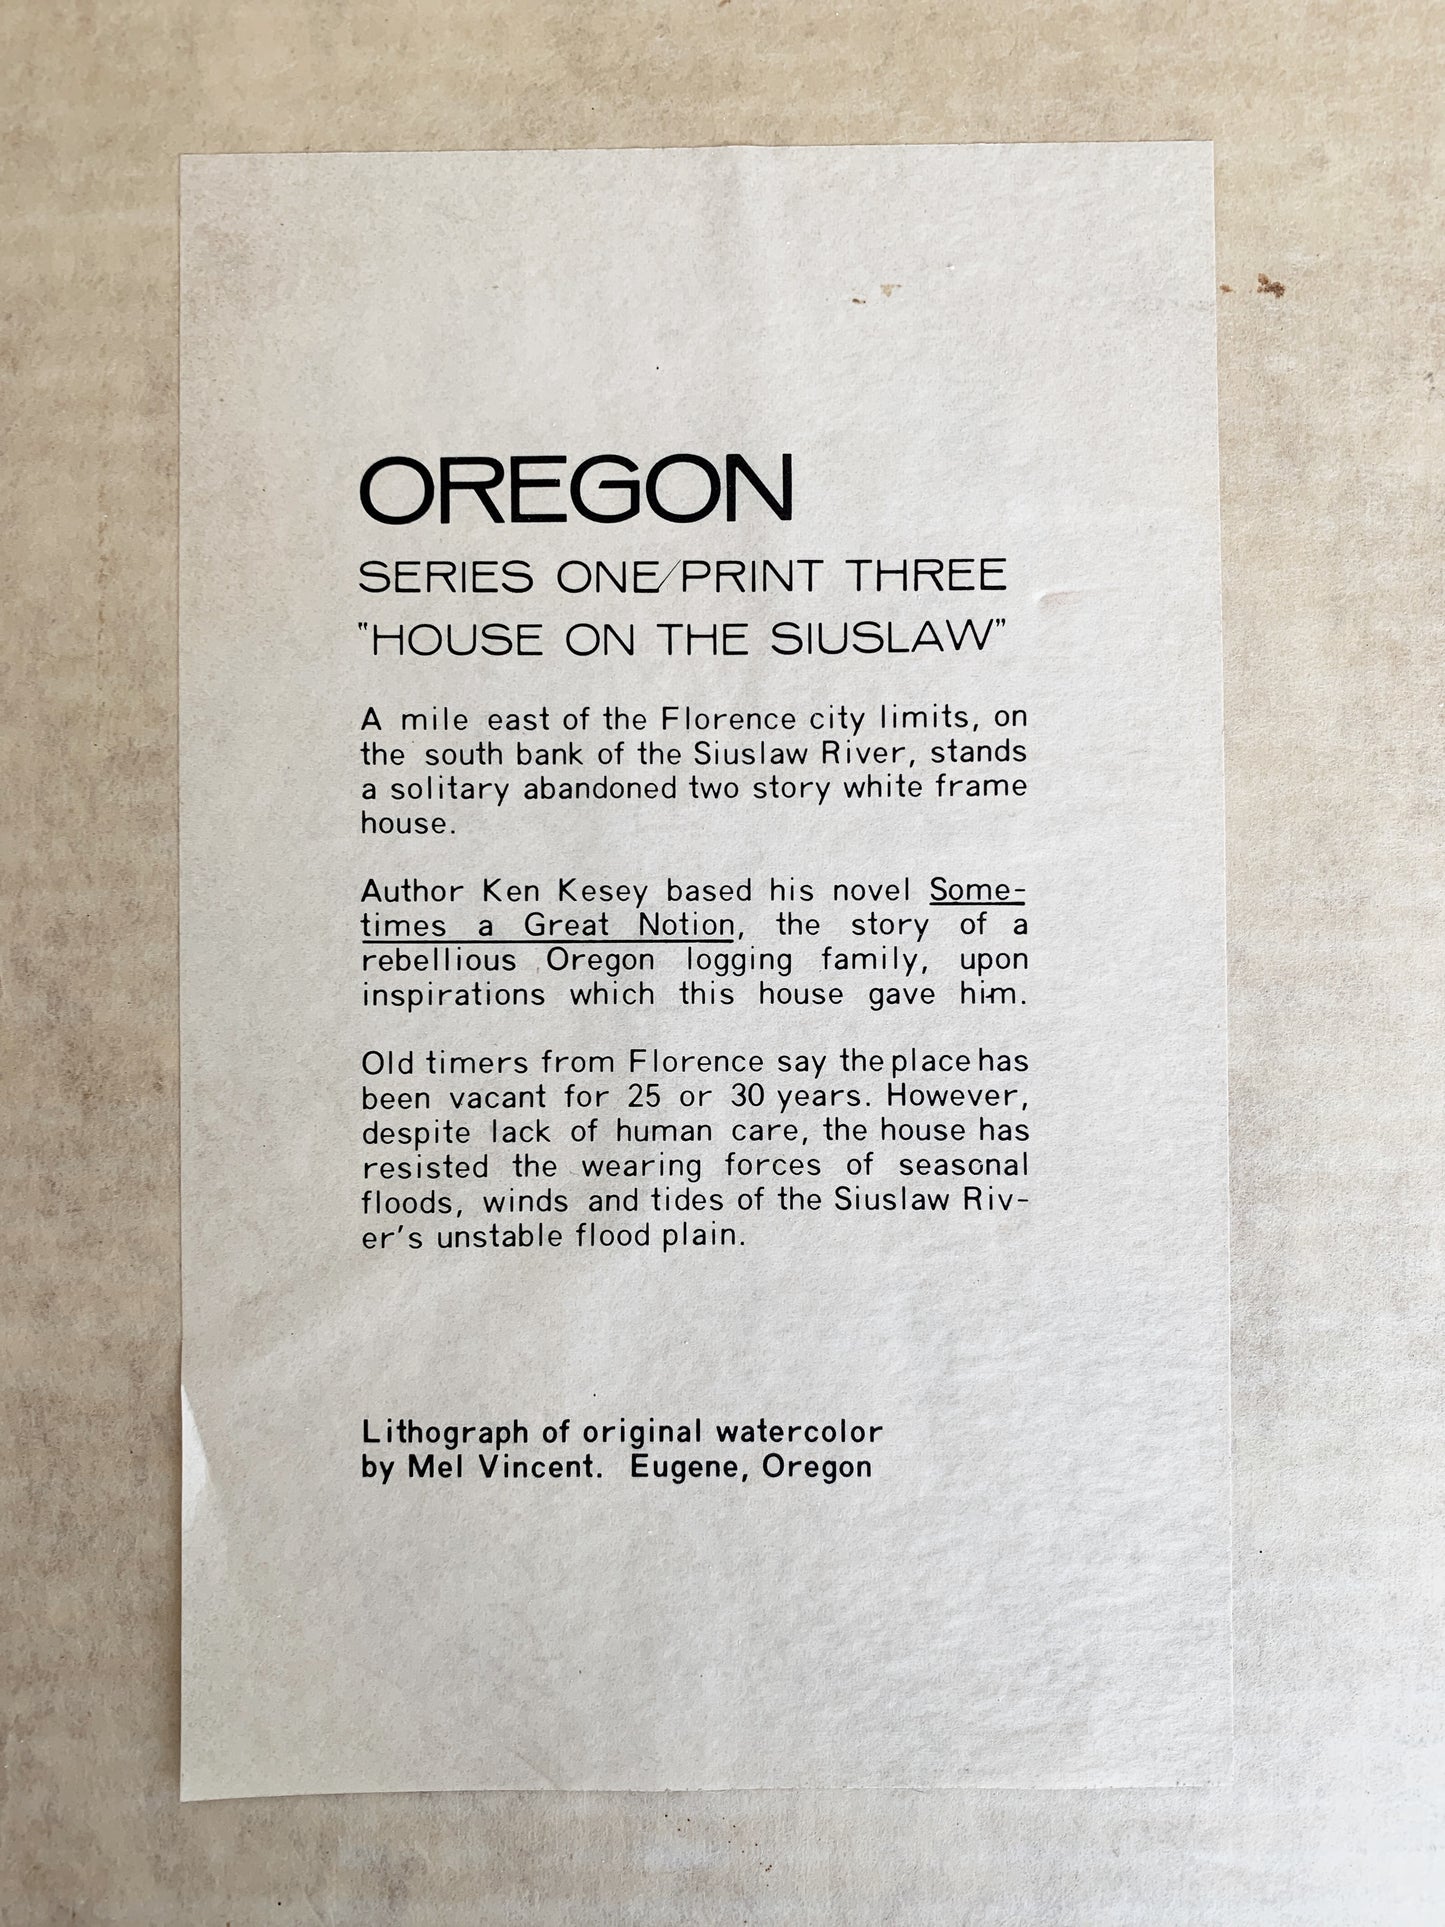 OREGON
SERIES ONE/PRINT THREE
"HOUSE ON THE SIUSLAW"
A mile east of the Florence city limits, on
the south bank of the Siuslaw River, stands
a solitary abandoned two story white frame
house.
Author Ken Kesey based his novel Some-
times a Great Notion, the story of a
rebellious Oregon logging family, upon
inspirations which this house gave him.
Old timers from Florence say the place has
been vacant for 25 or 30 years. However,
despite lack of human care, the house has
resisted the wearing forces of seasonal
floods, winds and tides of the Siuslaw Riv-
er's unstable flood plain.
Lithograph of original watercolor
by Mel Vincent. Eugene, Oregon